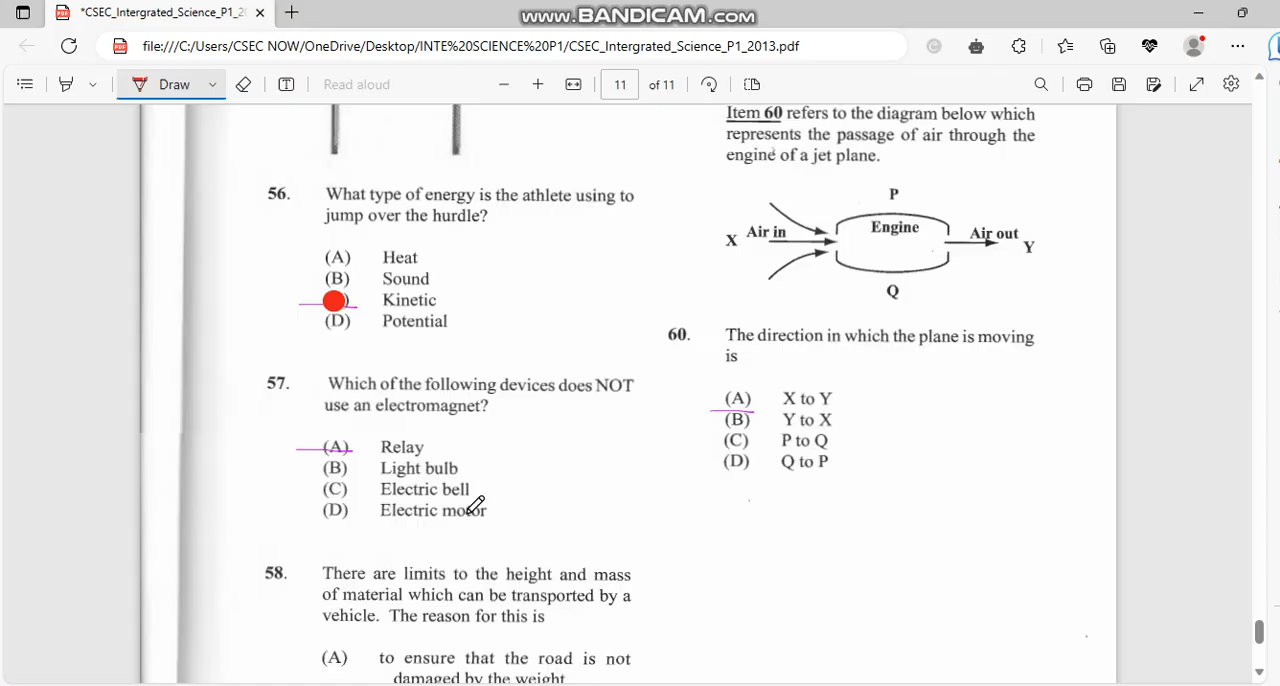 *CSEC_Intergrated_Science_P1_2
www.BANDICAM.com
file:///C:/Users/CSEC NOW/OneDrive/Desktop/INTE%20SCIENCE%20P1/CSEC_Intergrated_Science_P1_2013.pdf
Draw
Read aloud
11 of 11
56. What type of energy is the athlete using to
jump over the hurdle?
(A) Heat
(B) Sound
Kinetic
(D) Potential
57. Which of the following devices does NOT
use an electromagnet?
(A) Relay
(B) Light bulb
(C) Electric bell
(D) Electric motor
58. There are limits to the height and mass
of material which can be transported by a
vehicle. The reason for this is
(A) to ensure that the road is not
damaged by the weight
Item 60 refers to the diagram below which
represents the passage of air through the
engine of a jet plane.
P
X Air in Engine Air out Y
Q
60. The direction in which the plane is moving
is
(A) X to Y
(B) Y to X
(C) P to Q
(D) Q to P